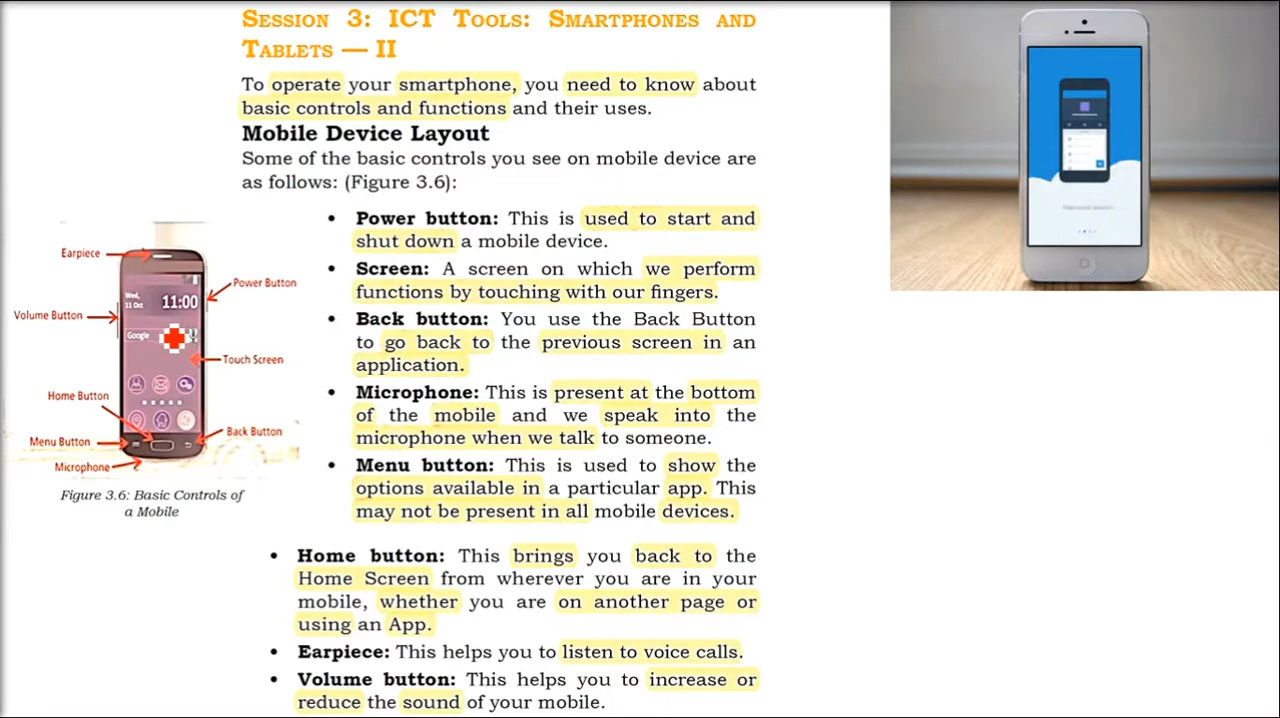 SESSION 3: ICT TOOLS: SMARTPHONES AND
TABLETS — II
To operate your smartphone, you need to know about
basic controls and functions and their uses.
Mobile Device Layout
Some of the basic controls you see on mobile device are
as follows: (Figure 3.6):
• Power button: This is used to start and
shut down a mobile device.
• Screen: A screen on which we perform
functions by touching with our fingers.
• Back button: You use the Back Button
to go back to the previous screen in an
application.
• Microphone: This is present at the bottom
of the mobile and we speak into the
microphone when we talk to someone.
• Menu button: This is used to show the
options available in a particular app. This
may not be present in all mobile devices.
Earpiece
Power Button
Wed,
11 Oct
11:00
Volume Button
Google
Touch Screen
Home Button
Back Button
Menu Button
Microphone
Figure 3.6: Basic Controls of
a Mobile
• Home button: This brings you back to the
Home Screen from wherever you are in your
mobile, whether you are on another page or
using an App.
• Earpiece: This helps you to listen to voice calls.
• Volume button: This helps you to increase or
reduce the sound of your mobile.